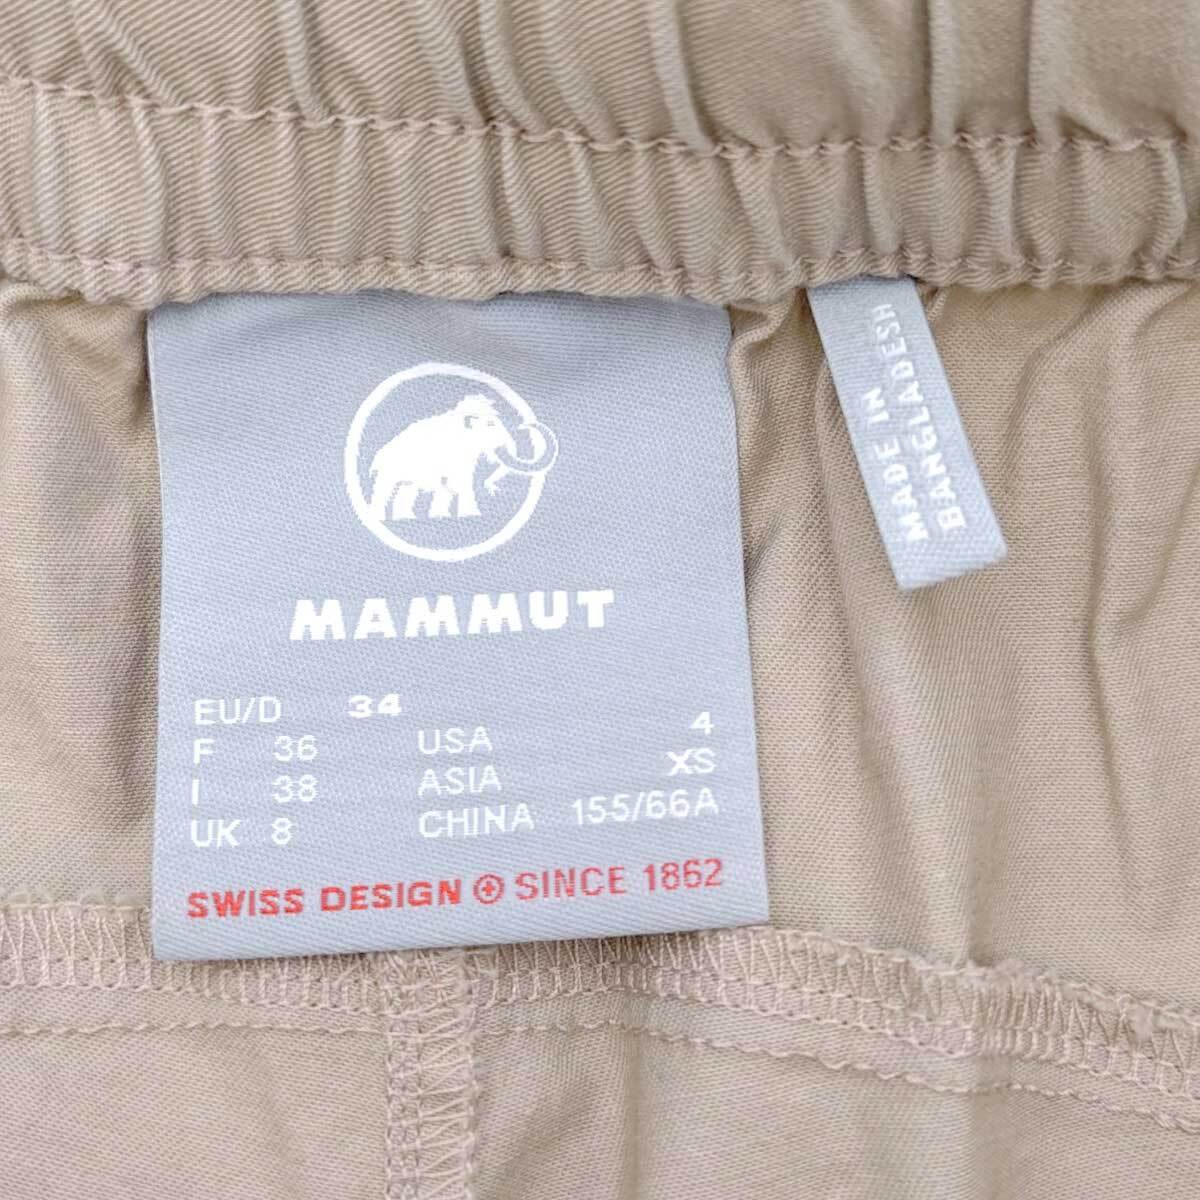 MAMMUT
EU/D 34
F 36 USA 4
I 38 ASIA XS
UK 8 CHINA 155/66A
SWISS DESIGN SINCE 1862
MADE IN
BANGLADESH